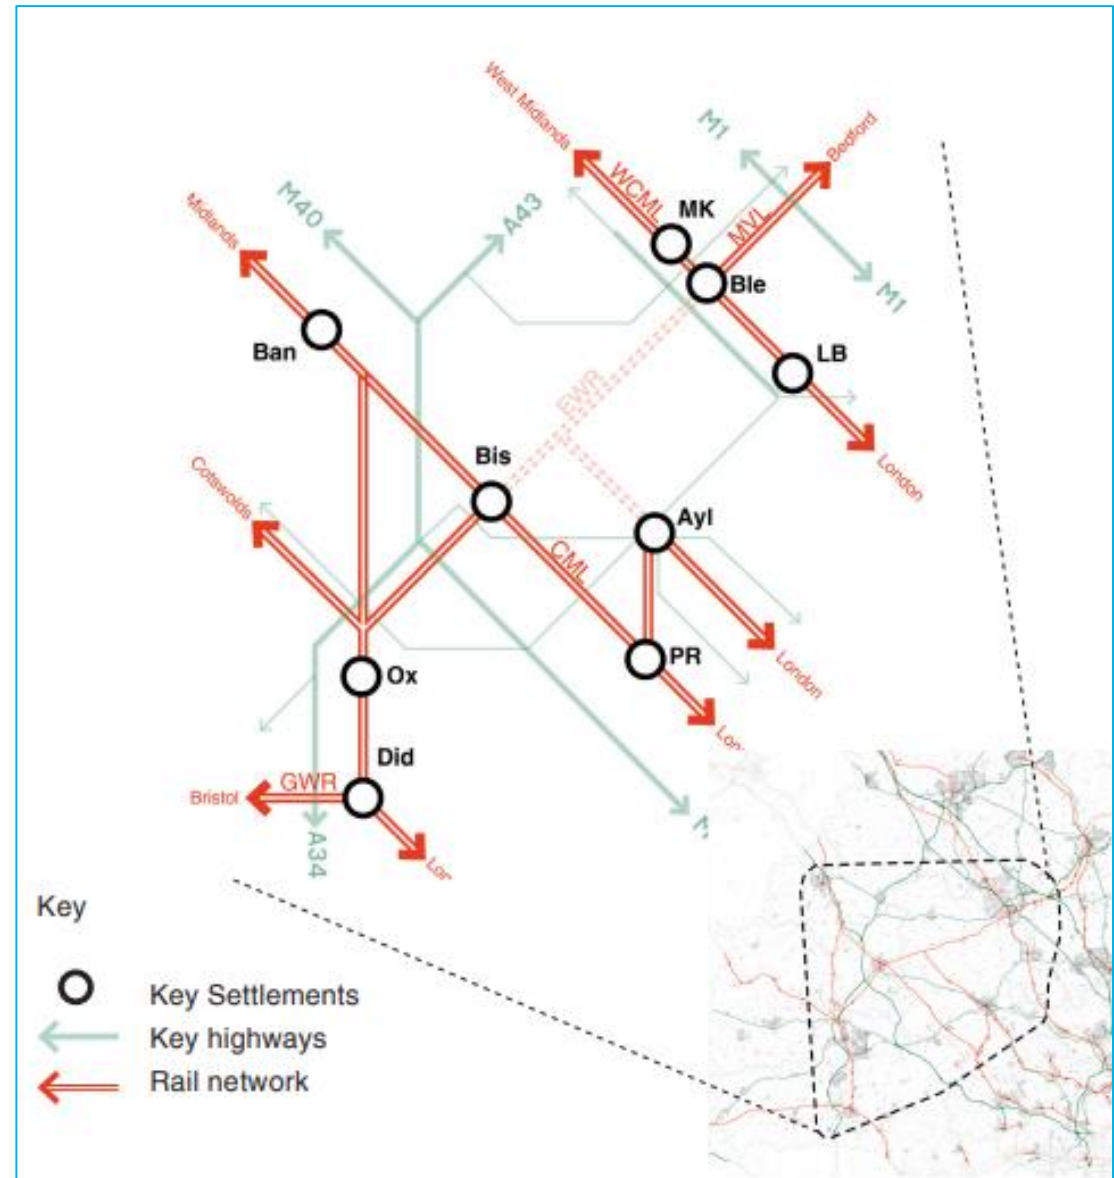 West Midlands
M1
Bedford
WCML
MK
MVL
M40
A43
Midlands
Ble
M1
Ban
LB
EWR
Bis
London
Cotswolds
Ayl
CML
PR
London
Ox
Did
GWR
Bristol
A34
Key
Key Settlements
Key highways
Rail network